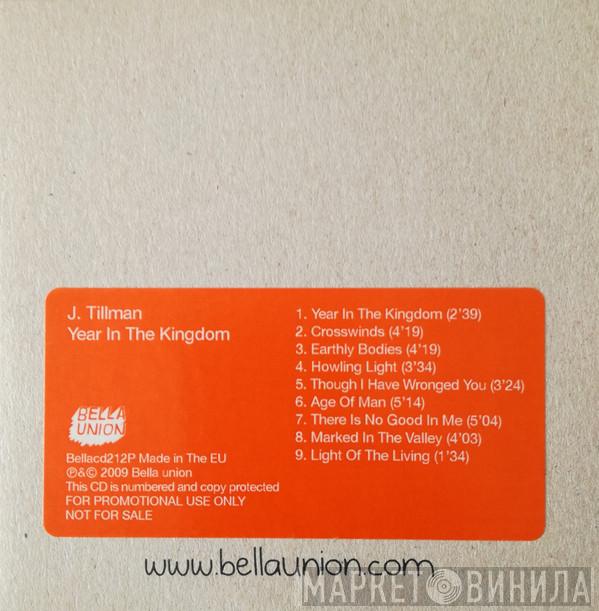 J. Tillman
Year In The Kingdom
BELLA
UNION
Bellacd212P Made in The EU
℗&© 2009 Bella union
This CD is numbered and copy protected
FOR PROMOTIONAL USE ONLY
NOT FOR SALE
1. Year In The Kingdom (2'39)
2. Crosswinds (4'19)
3. Earthly Bodies (4'19)
4. Howling Light (3'34)
5. Though I Have Wronged You (3'24)
6. Age Of Man (5'14)
7. There Is No Good In Me (5'04)
8. Marked In The Valley (4'03)
9. Light Of The Living (1'34)
www.bellaunion.com
МАРКЕТ ВИНИЛА